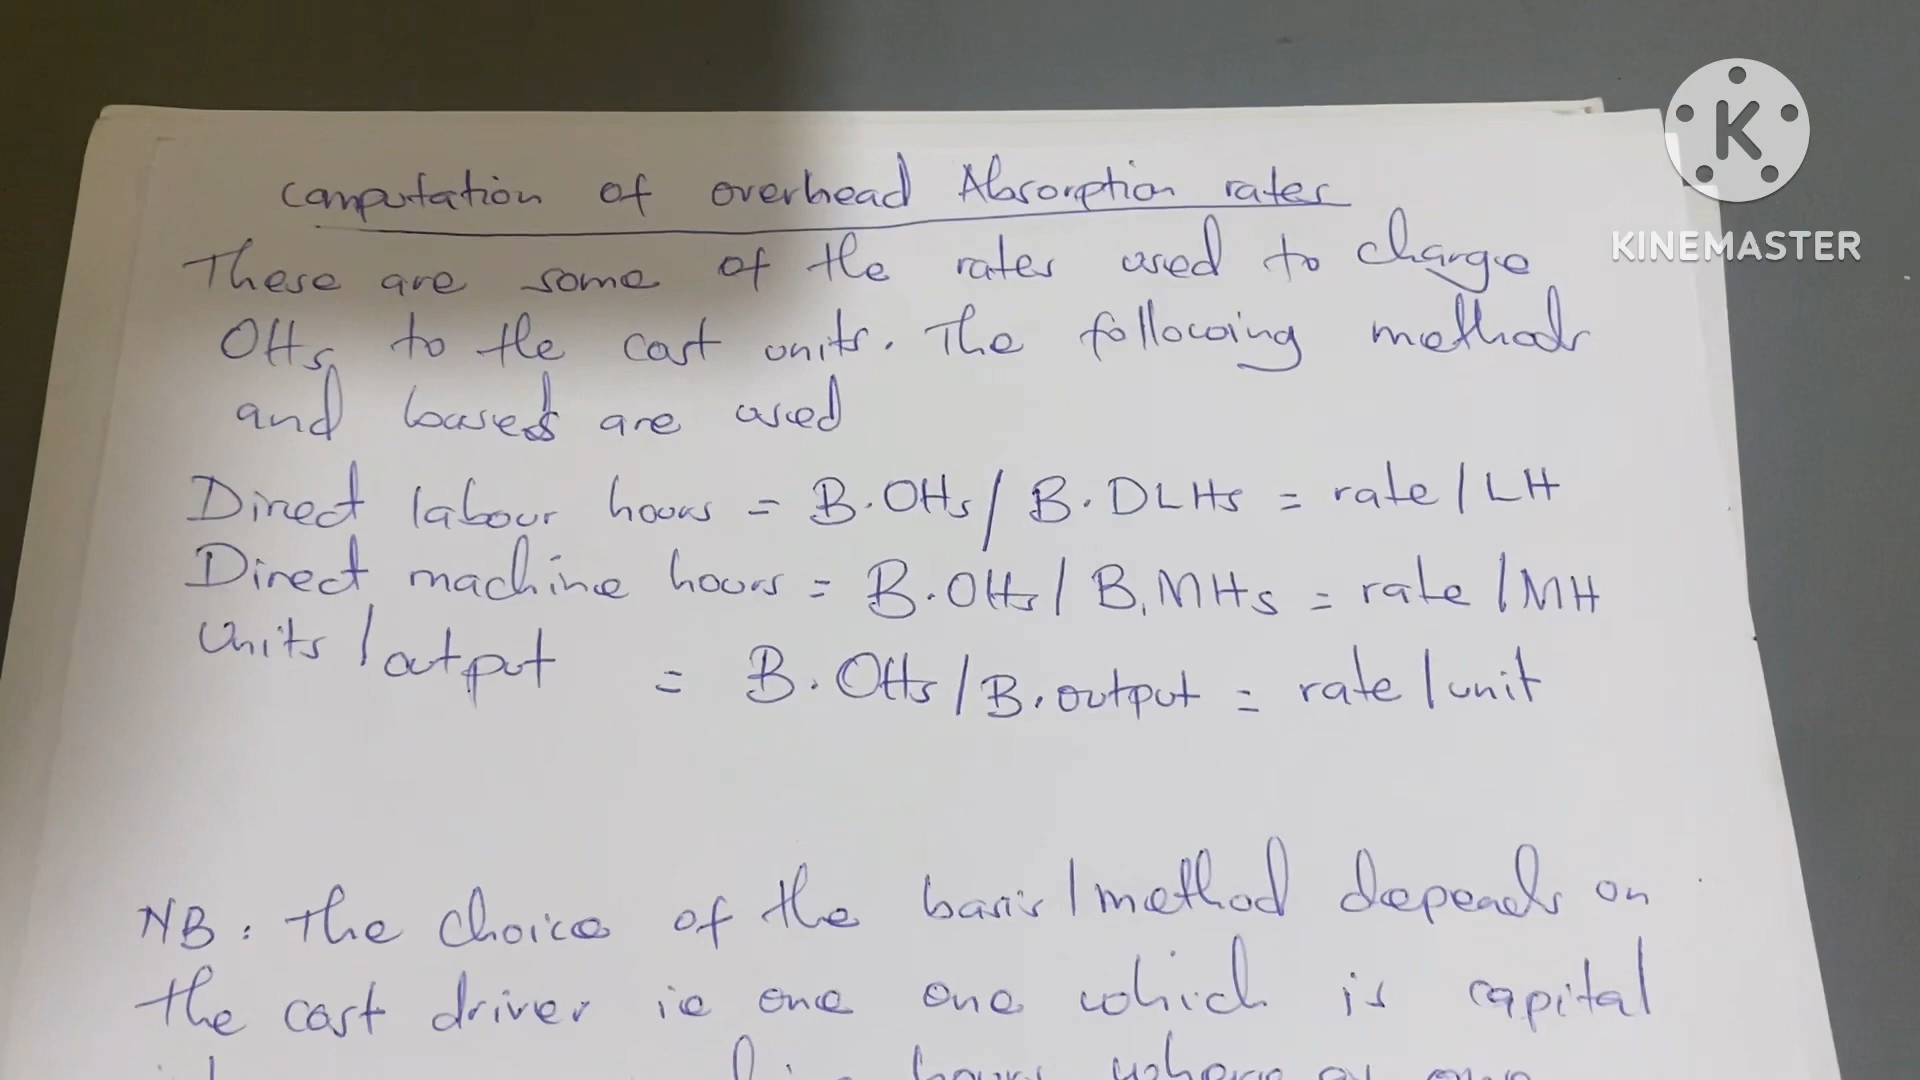 Computation of overhead Absorption rates
These are some of the rates used to charge
OHs to the cost units. The following methods
and bases are used
Direct labour hours = B.OHs / B.DLHs = rate / LH
Direct machine hours = B.OHs / B.MHs = rate / MH
Units / output = B.OHs / B.output = rate / unit
NB: The choice of the basis / method depends on
the cost driver ie one one which is capital
hours whereas one
K
KINEMASTER